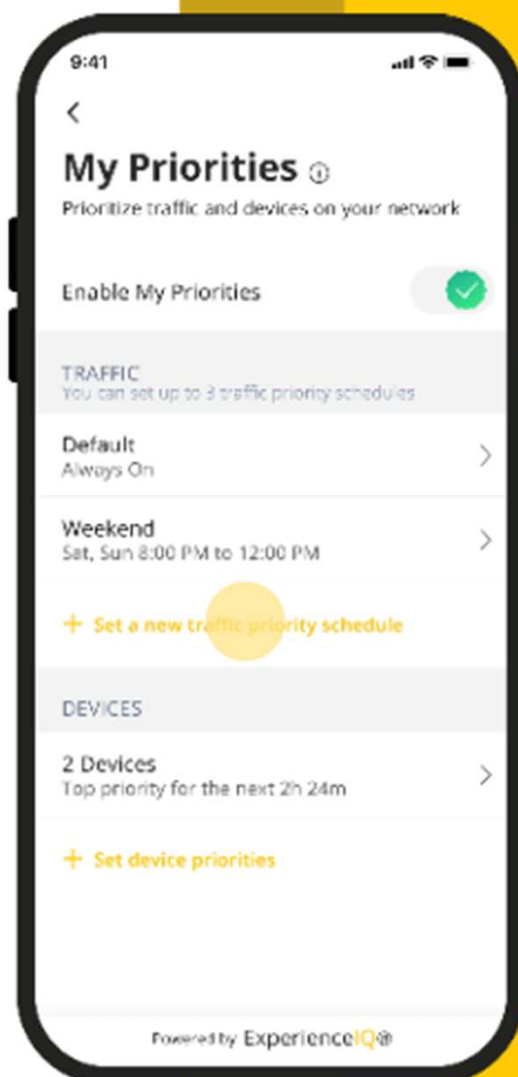 9:41
My Priorities
Prioritize traffic and devices on your network
Enable My Priorities
TRAFFIC
You can set up to 3 traffic priority schedules
Default
Always On
Weekend
Sat, Sun 8:00 PM to 12:00 PM
+ Set a new traffic priority schedule
DEVICES
2 Devices
Top priority for the next 2h 24m
+ Set device priorities
Powered by ExperienceIQ®